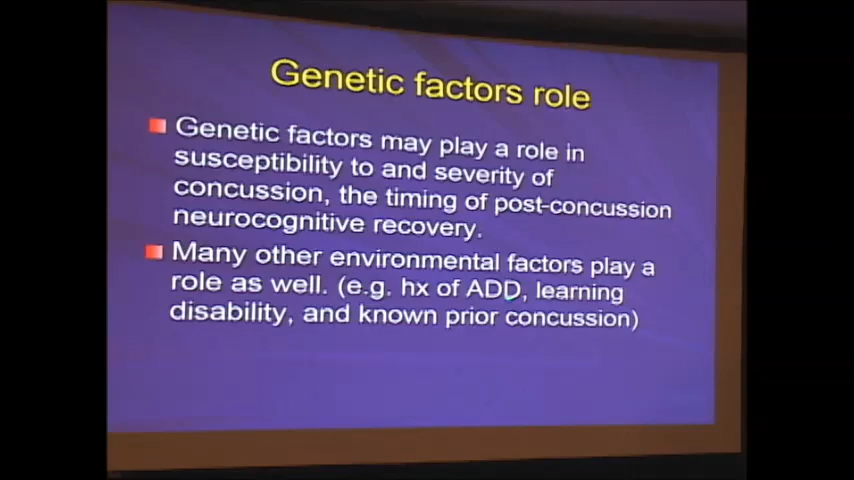 Genetic factors role
Genetic factors may play a role in
susceptibility to and severity of
concussion, the timing of post-concussion
neurocognitive recovery.
Many other environmental factors play a
role as well. (e.g. hx of ADD, learning
disability, and known prior concussion)